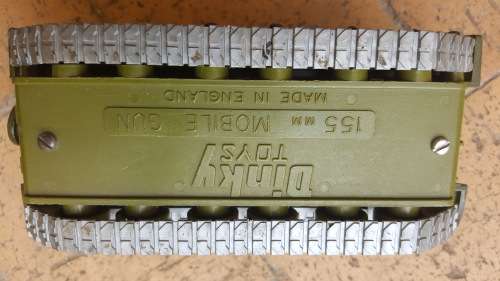 Dinky
TOYS
155 MM MOBILE GUN
MADE IN ENGLAND